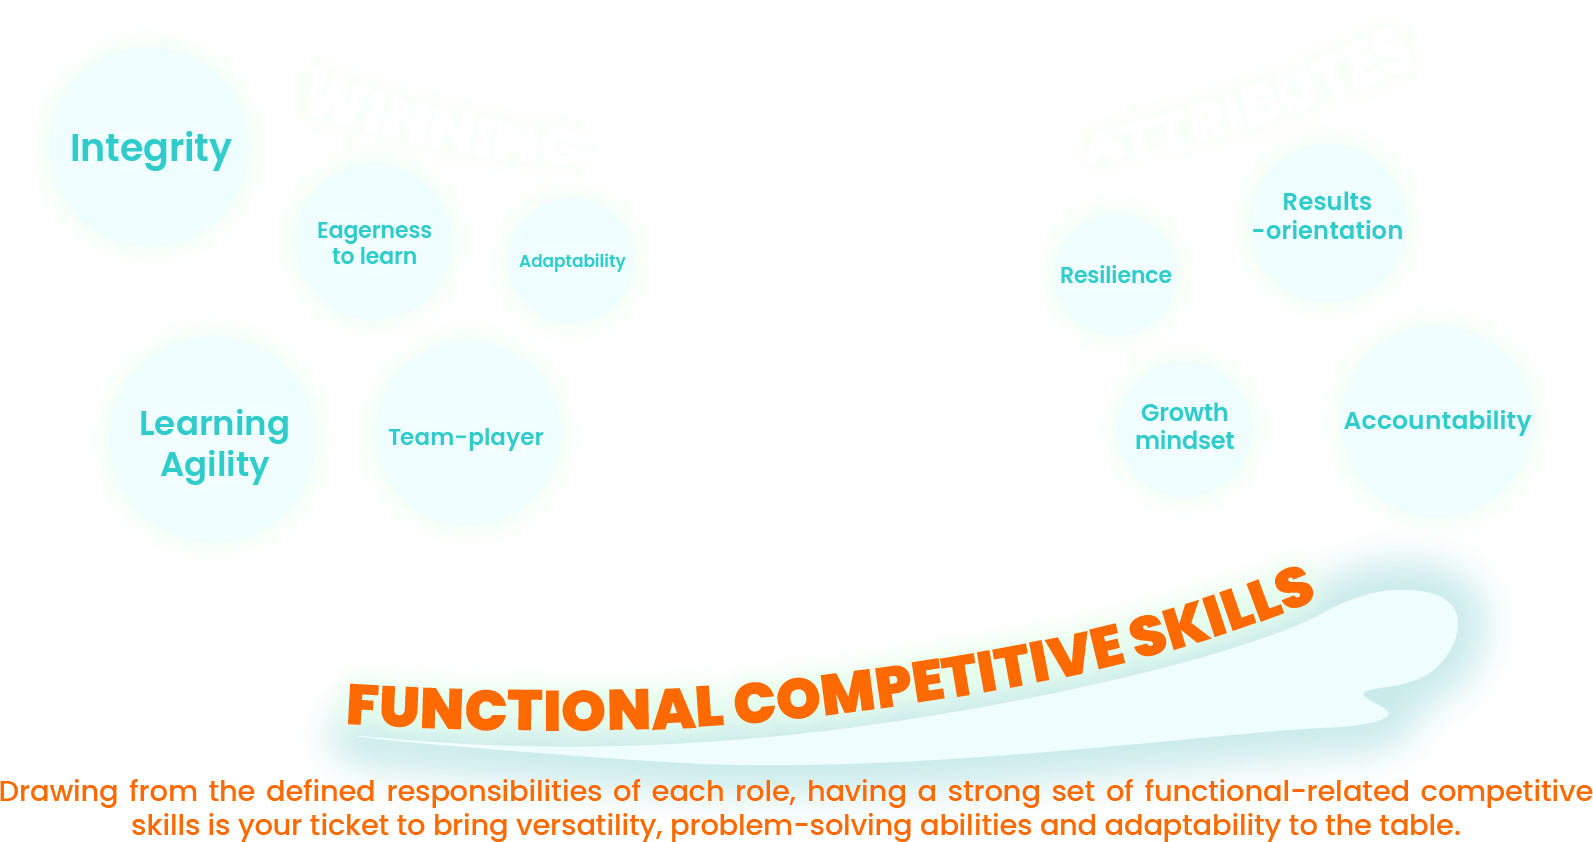 WINNING
ATTRIBUTES
Integrity
Eagerness
to learn
Adaptability
Learning
Agility
Team-player
Resilience
Results
-orientation
Growth
mindset
Accountability
FUNCTIONAL COMPETITIVE SKILLS
Drawing from the defined responsibilities of each role, having a strong set of functional-related competitive
skills is your ticket to bring versatility, problem-solving abilities and adaptability to the table.